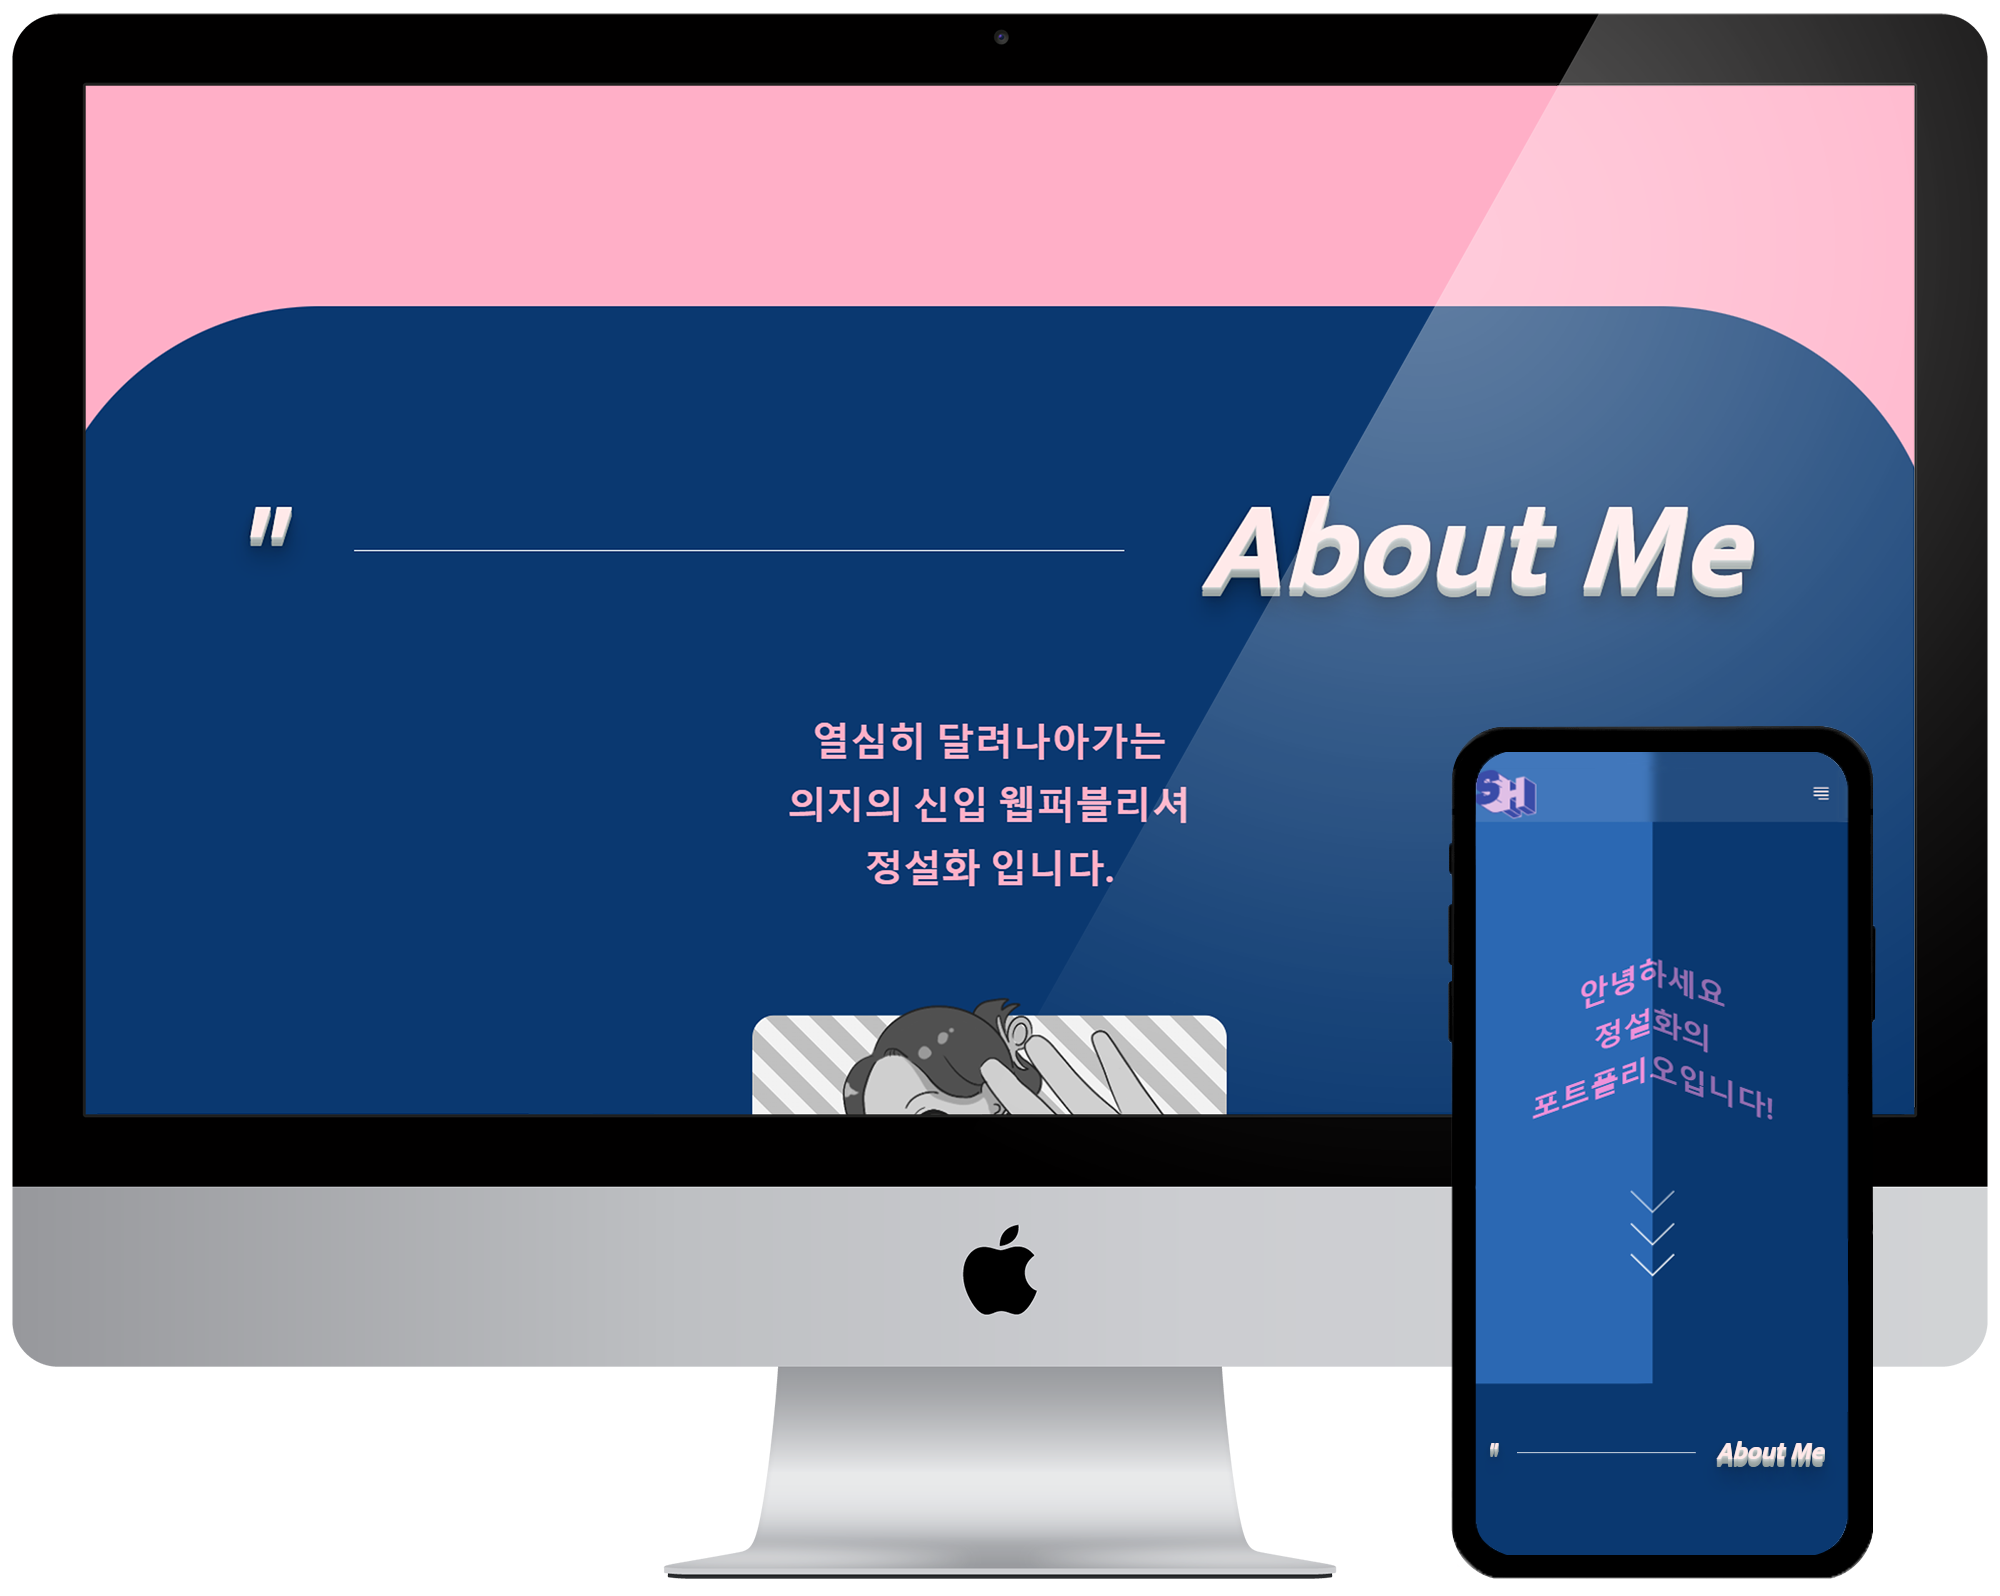 " About Me
열심히 달려나아가는
의지의 신입 웹퍼블리셔
정설화 입니다.
SH
안녕하세요
정설화의
포트폴리오입니다!
" About Me